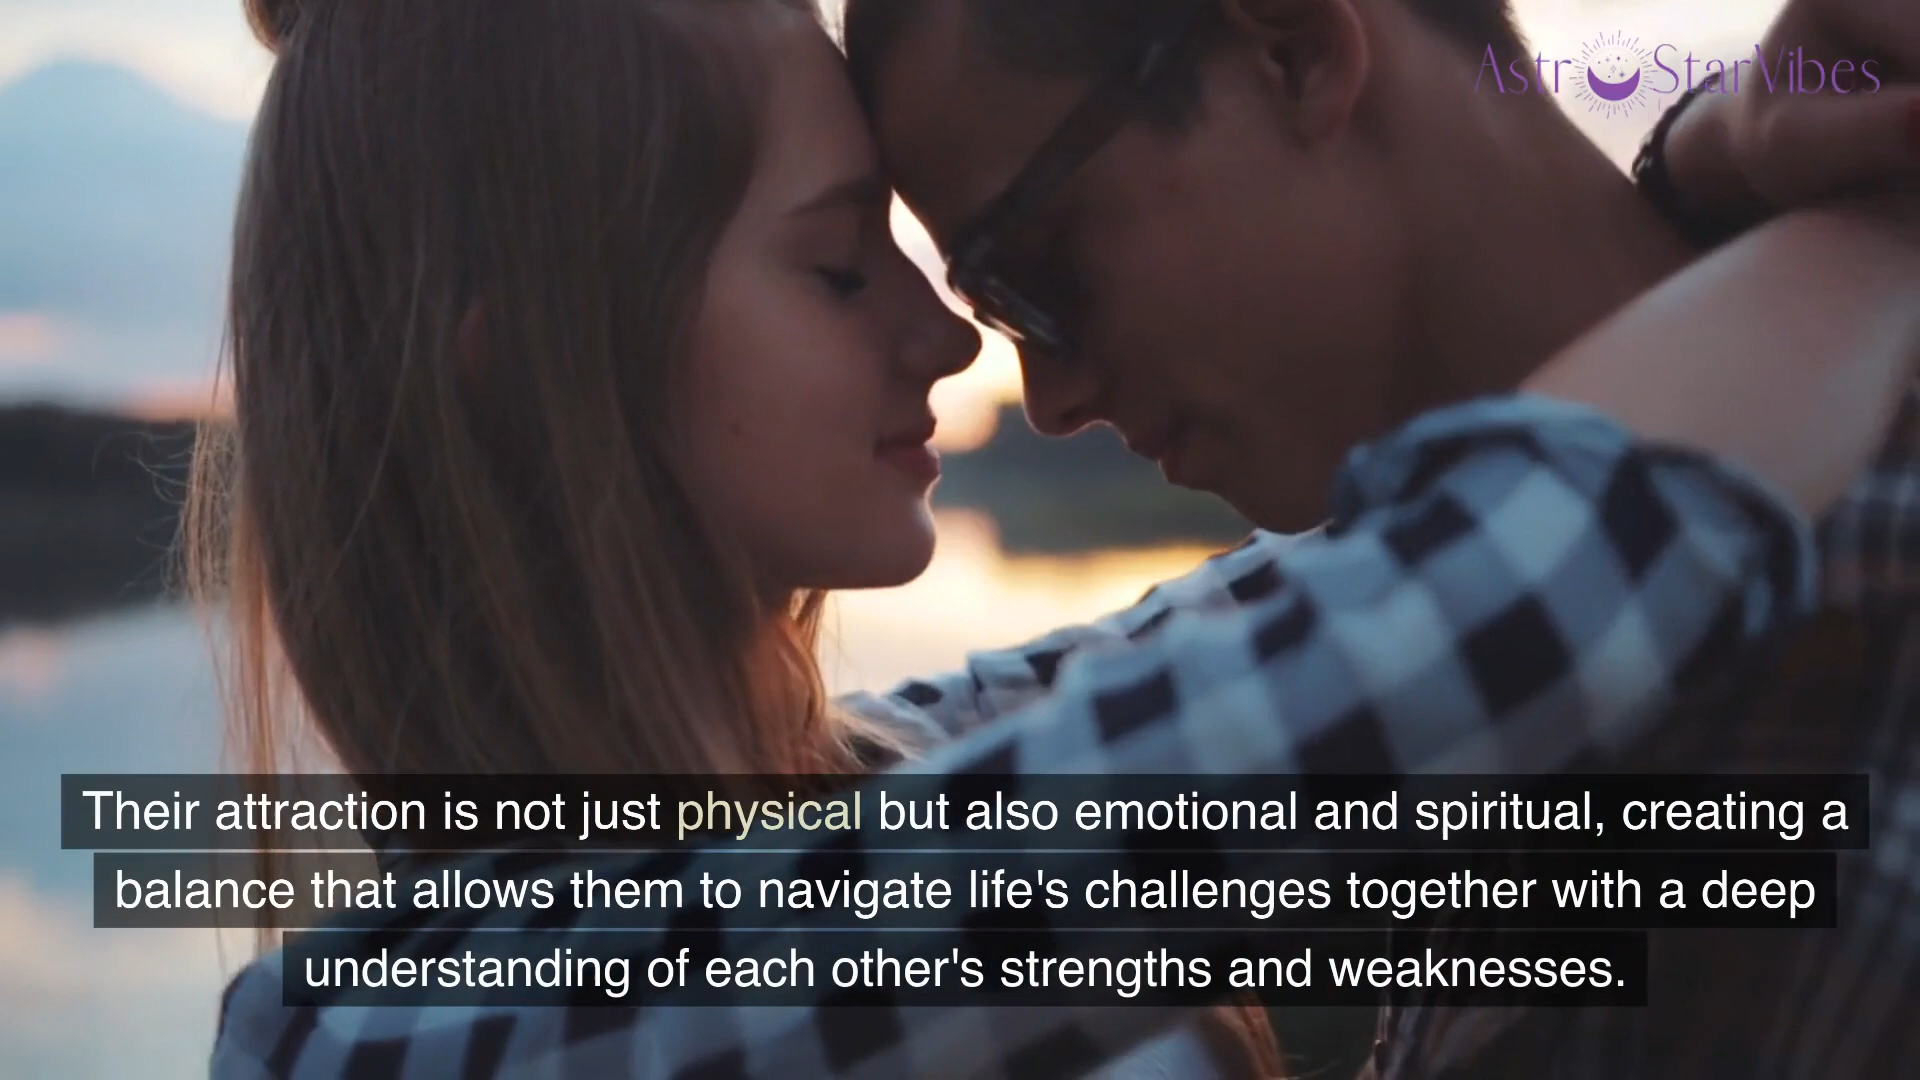 AstroStarVibes
Their attraction is not just physical but also emotional and spiritual, creating a
balance that allows them to navigate life's challenges together with a deep
understanding of each other's strengths and weaknesses.